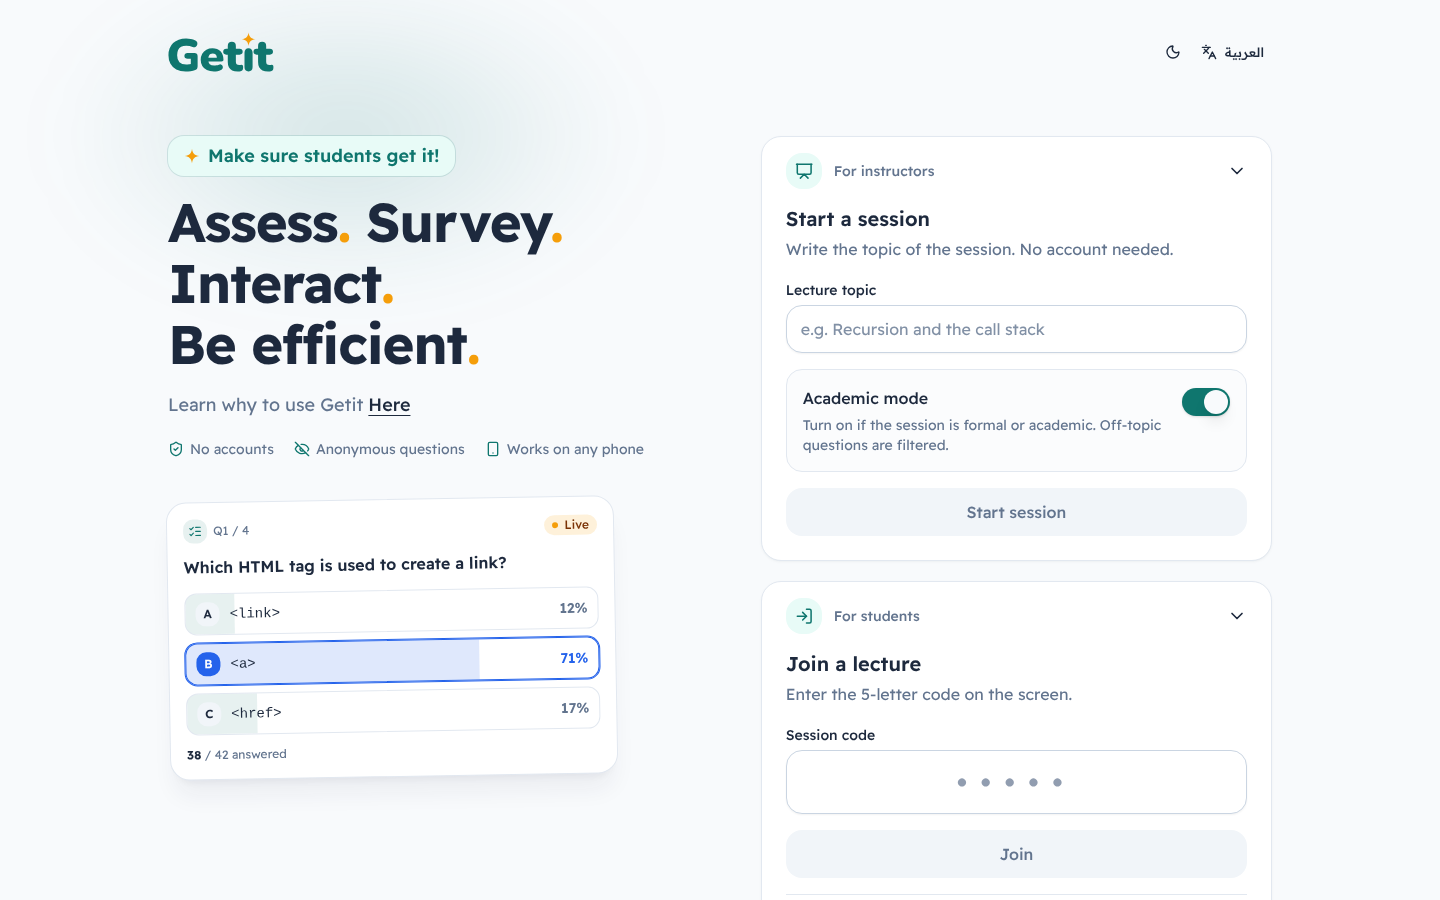 Getit
العربية
Make sure students get it!
Assess. Survey.
Interact.
Be efficient.
Learn why to use Getit Here
No accounts
Anonymous questions
Works on any phone
Q1 / 4
Live
Which HTML tag is used to create a link?
A <link> 12%
B <a> 71%
C <href> 17%
38 / 42 answered
For instructors
Start a session
Write the topic of the session. No account needed.
Lecture topic
e.g. Recursion and the call stack
Academic mode
Turn on if the session is formal or academic. Off-topic
questions are filtered.
Start session
For students
Join a lecture
Enter the 5-letter code on the screen.
Session code
Join